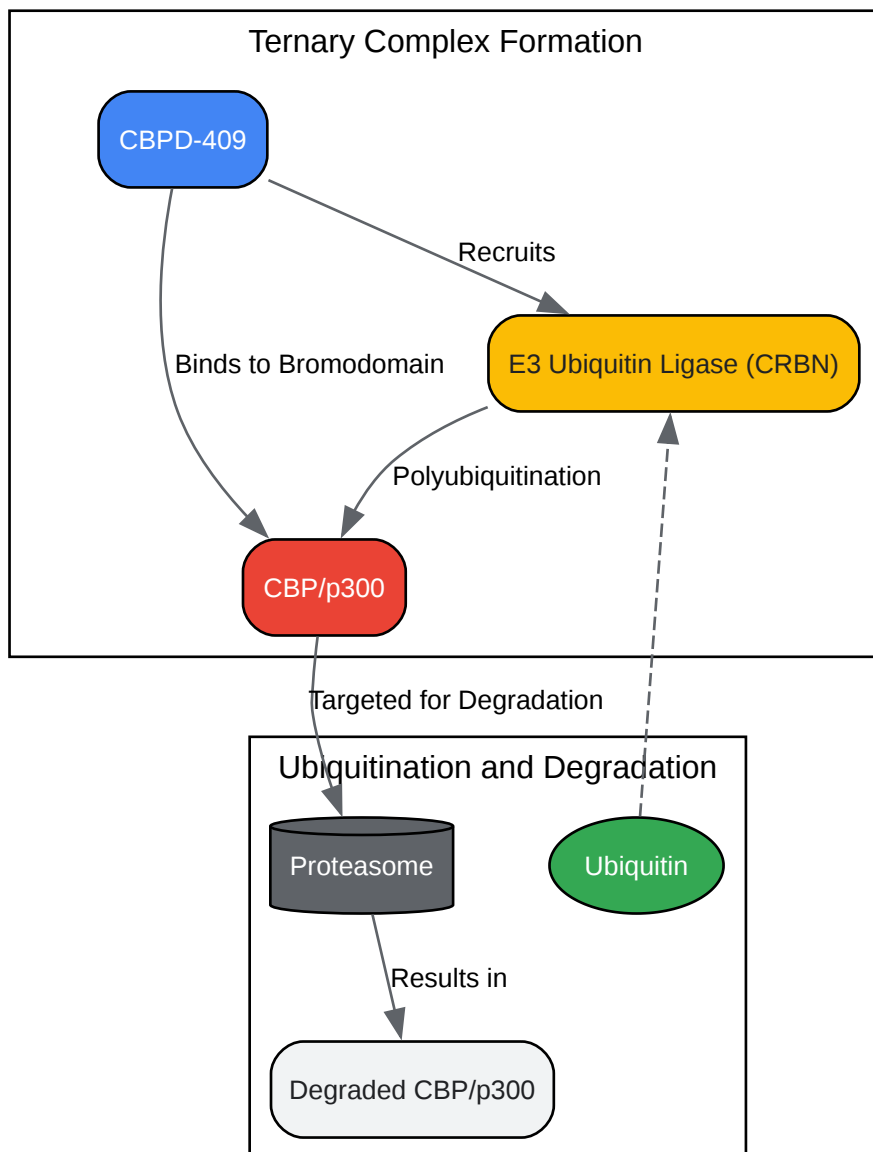 Ternary Complex Formation
CBPD-409
Recruits
Binds to Bromodomain
E3 Ubiquitin Ligase (CRBN)
Polyubiquitination
CBP/p300
Targeted for Degradation
Ubiquitination and Degradation
Proteasome
Ubiquitin
Results in
Degraded CBP/p300